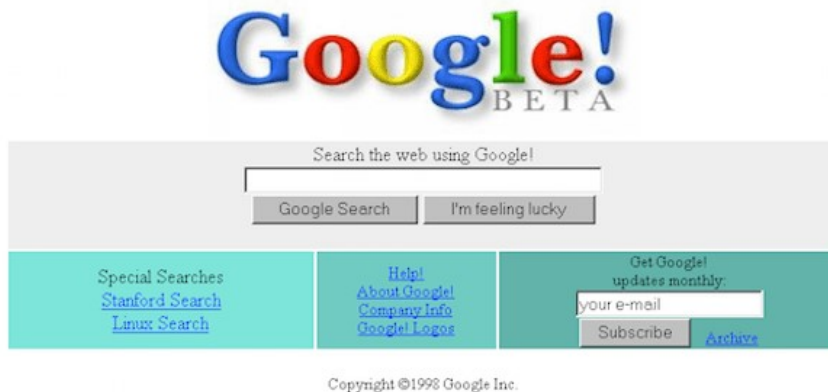 Google!
BETA
Search the web using Google!
Google Search
I'm feeling lucky
Special Searches
Stanford Search
Linux Search
Help!
About Google!
Company Info
Google! Logos
Get Google!
updates monthly:
your e-mail
Subscribe
Archive
Copyright ©1998 Google Inc.